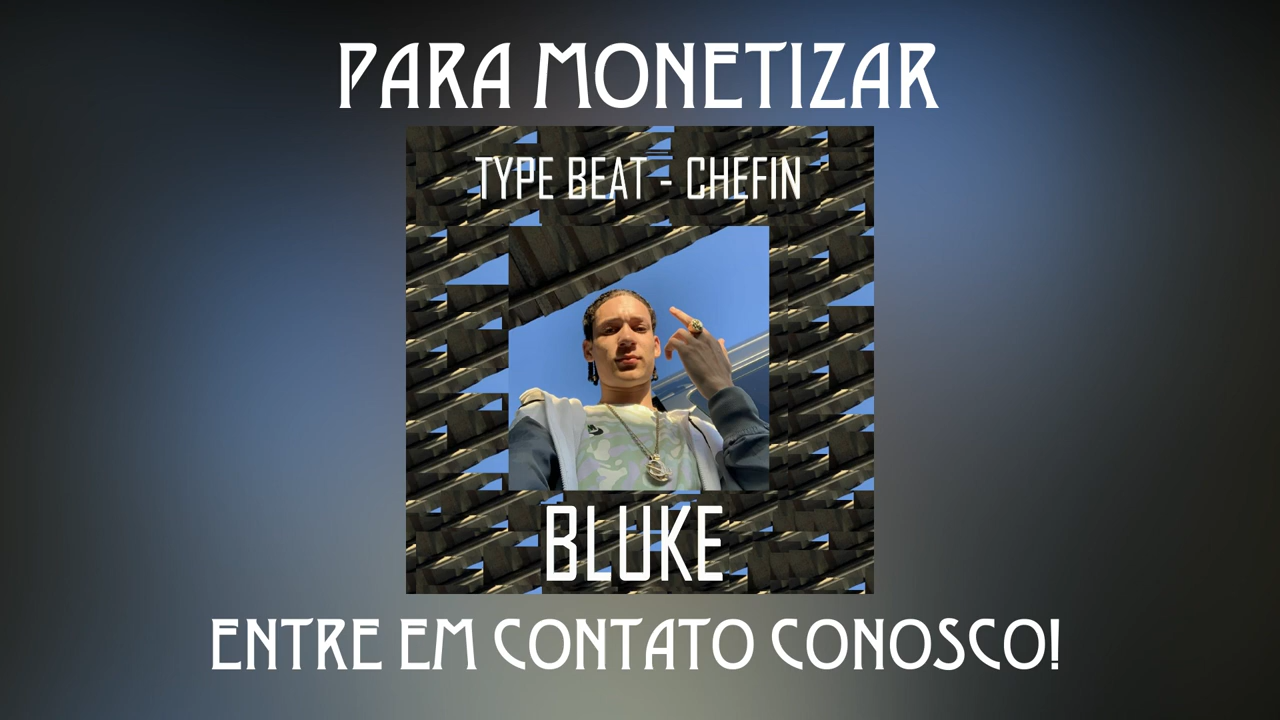 PARA MONETIZAR
TYPE BEAT - CHEFIN
BLUKE
ENTRE EM CONTATO CONOSCO!